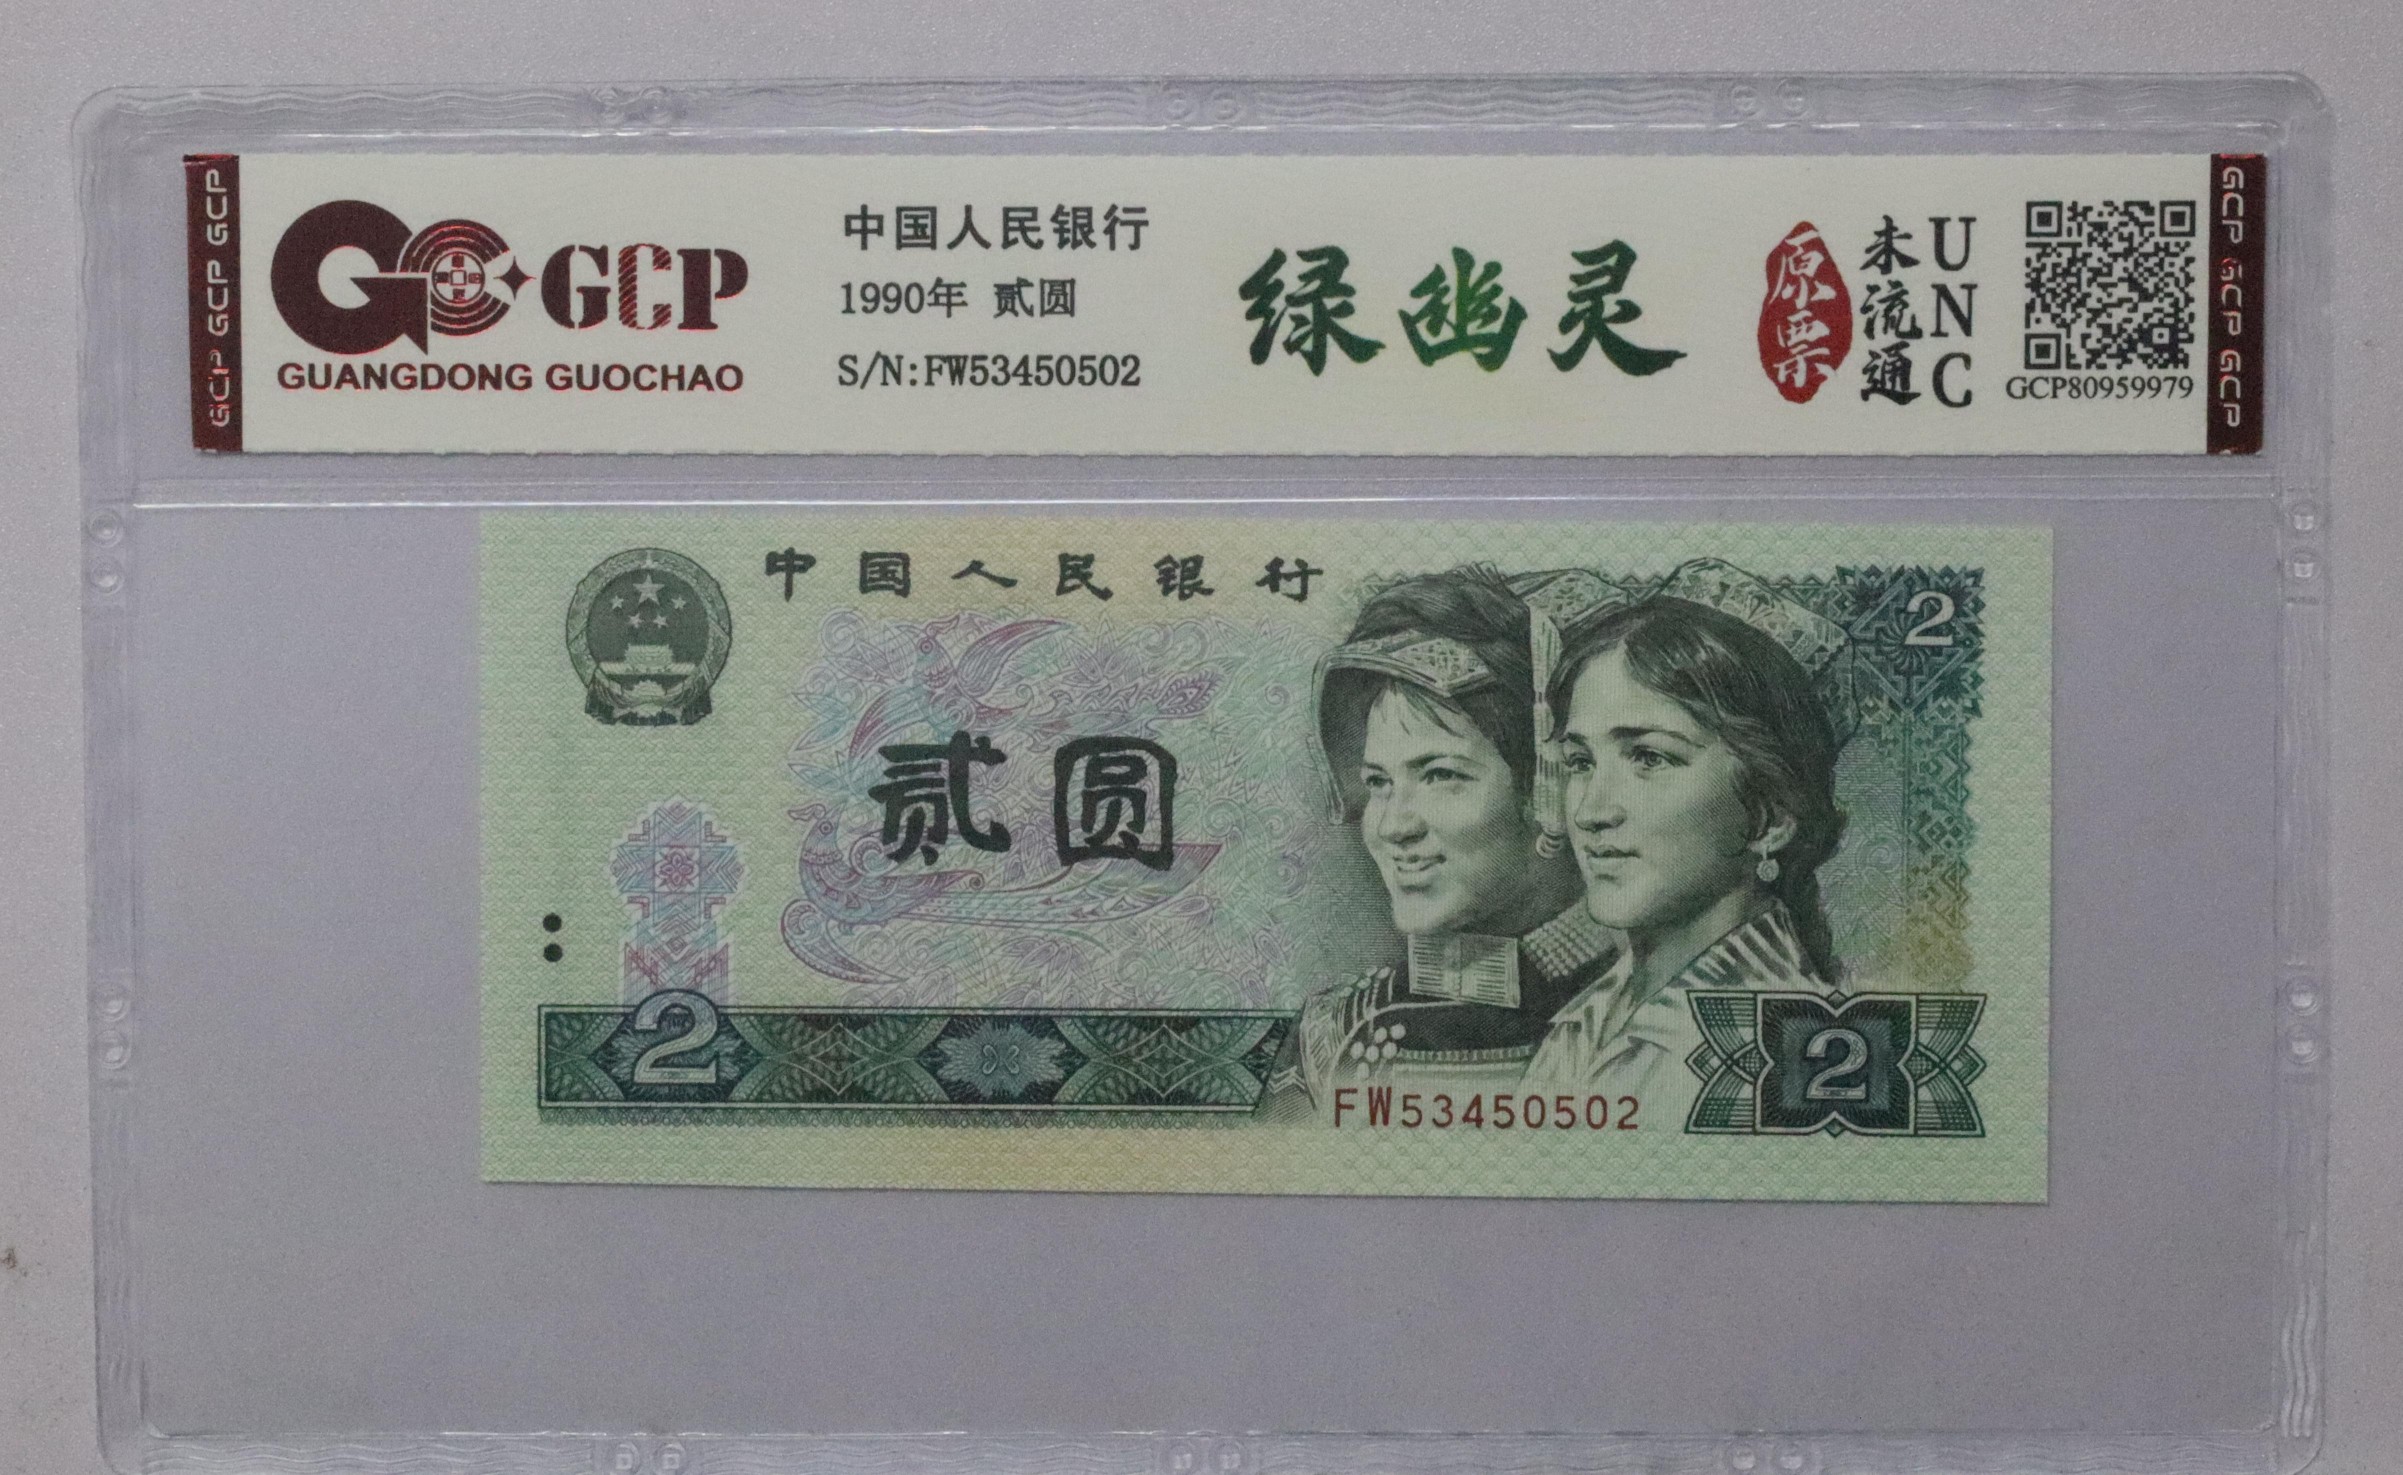 GCP GCP GCP
GCP
GUANGDONG GUOCHAO
中国人民银行
1990年 贰圆
S/N:FW53450502
绿幽灵
原票
未流通
UNC
GCP80959979
GCP GCP GCP
中国人民银行
2
贰圆
2
FW53450502
2